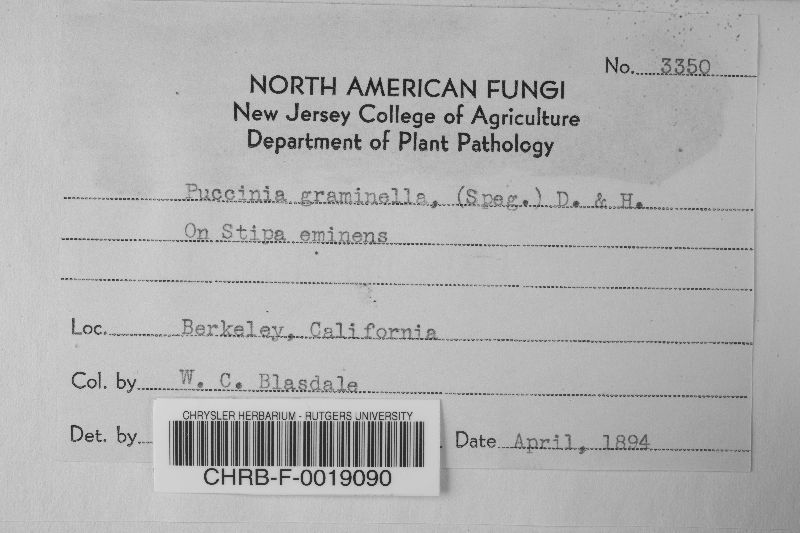 No. 3350
NORTH AMERICAN FUNGI
New Jersey College of Agriculture
Department of Plant Pathology
Puccinia graminella, (Speg.) D. & H.
On Stipa eminens
Loc. Berkeley, California
Col. by W. C. Blasdale
Det. by
Date April, 1894
CHRYSLER HERBARIUM - RUTGERS UNIVERSITY
CHRB-F-0019090